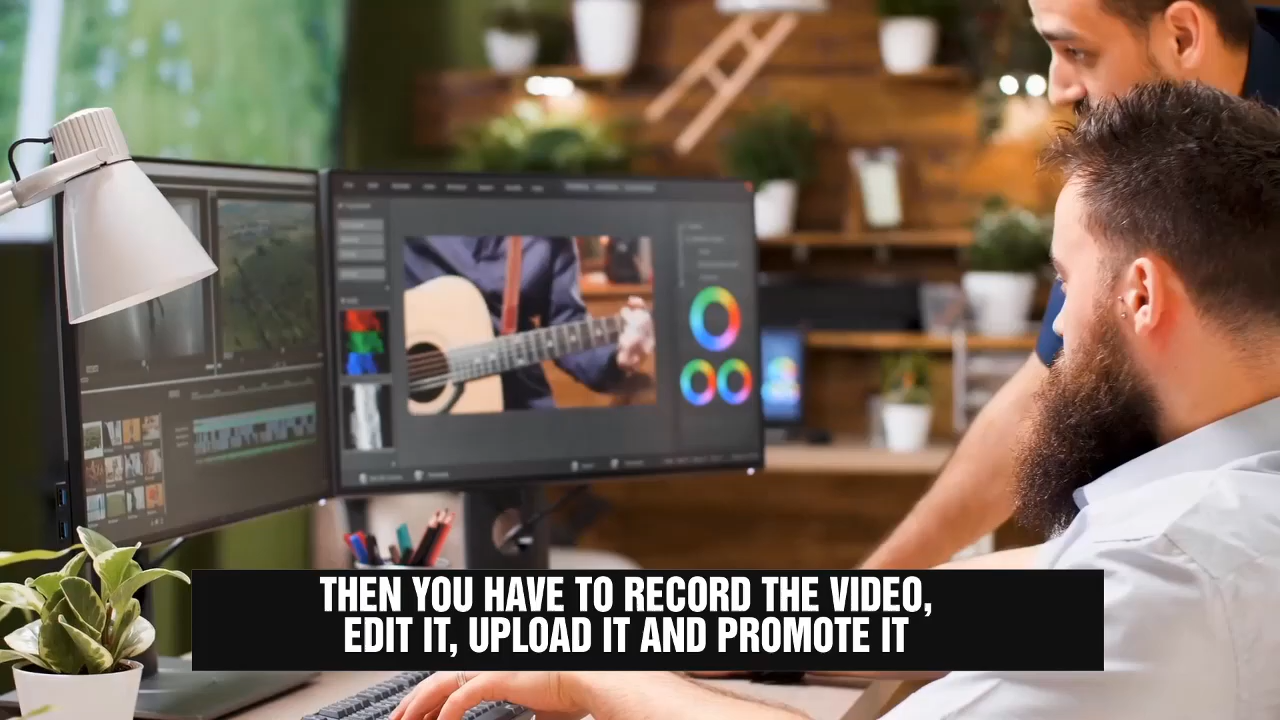 THEN YOU HAVE TO RECORD THE VIDEO,
EDIT IT, UPLOAD IT AND PROMOTE IT